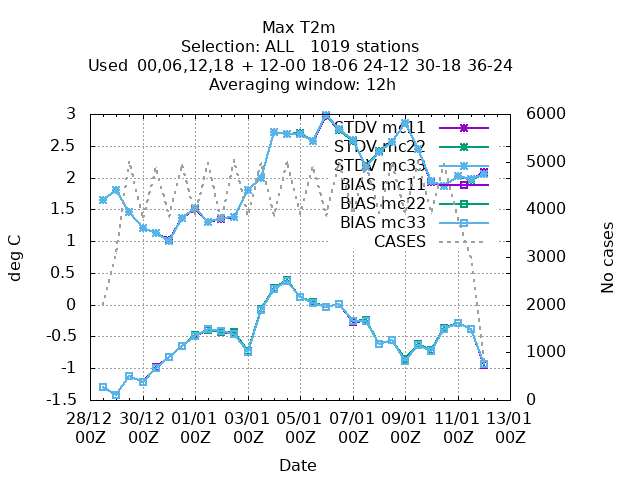 Max T2m
Selection: ALL   1019 stations
Used  00,06,12,18  + 12-00 18-06 24-12 30-18 36-24
Averaging window: 12h
3
2.5
2
1.5
1
0.5
0
-0.5
-1
-1.5
deg C
6000
5000
4000
3000
2000
1000
0
No cases
STDV mc11
STDV mc22
STDV mc33
BIAS mc11
BIAS mc22
BIAS mc33
CASES
28/12 30/12 01/01 03/01 05/01 07/01 09/01 11/01 13/01
00Z 00Z 00Z 00Z 00Z 00Z 00Z 00Z 00Z
Date